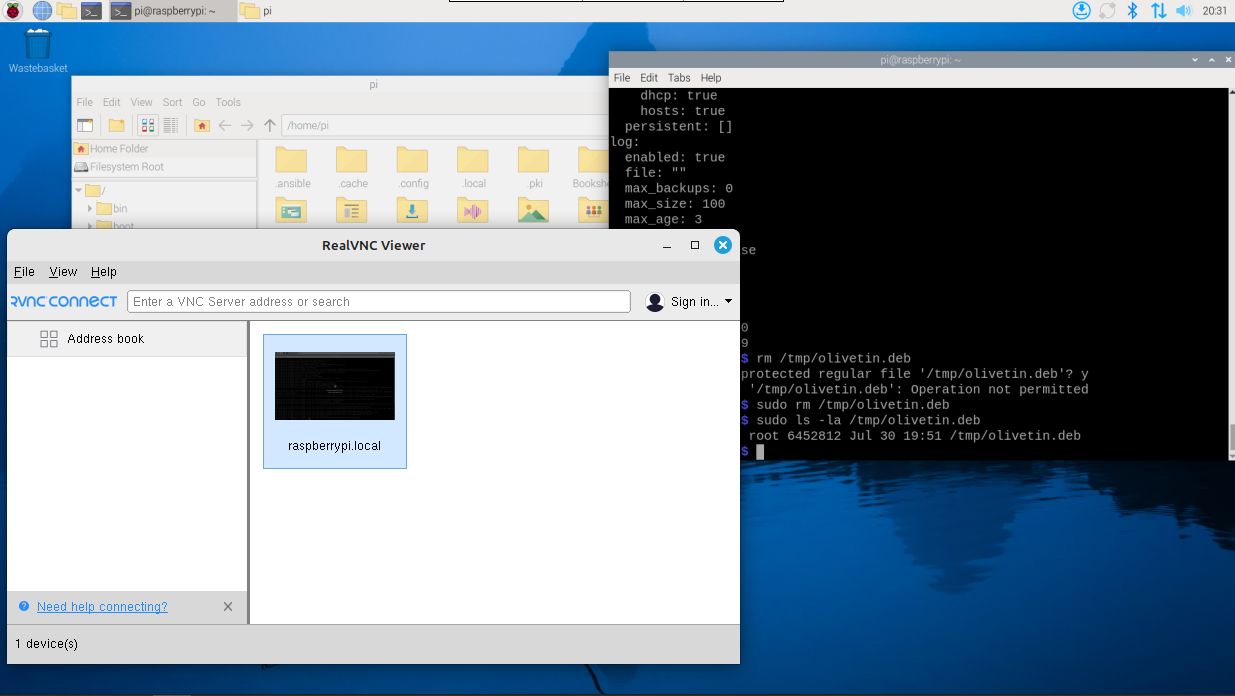 pi@raspberrypi: ~
pi
20:31
Wastebasket
pi
File Edit View Sort Go Tools
/home/pi
Home Folder
Filesystem Root
/
bin
boot
.ansible
.cache
.config
.local
.pki
Booksh
pi@raspberrypi: ~
File Edit Tabs Help
dhcp: true
hosts: true
persistent: []
log:
enabled: true
file: ""
max_backups: 0
max_size: 100
max_age: 3
se
0
9
$ rm /tmp/olivetin.deb
protected regular file '/tmp/olivetin.deb'? y
'/tmp/olivetin.deb': Operation not permitted
$ sudo rm /tmp/olivetin.deb
$ sudo ls -la /tmp/olivetin.deb
root 6452812 Jul 30 19:51 /tmp/olivetin.deb
$
RealVNC Viewer
File View Help
RVNC CONNECT
Enter a VNC Server address or search
Sign in...
Address book
raspberrypi.local
Need help connecting?
1 device(s)